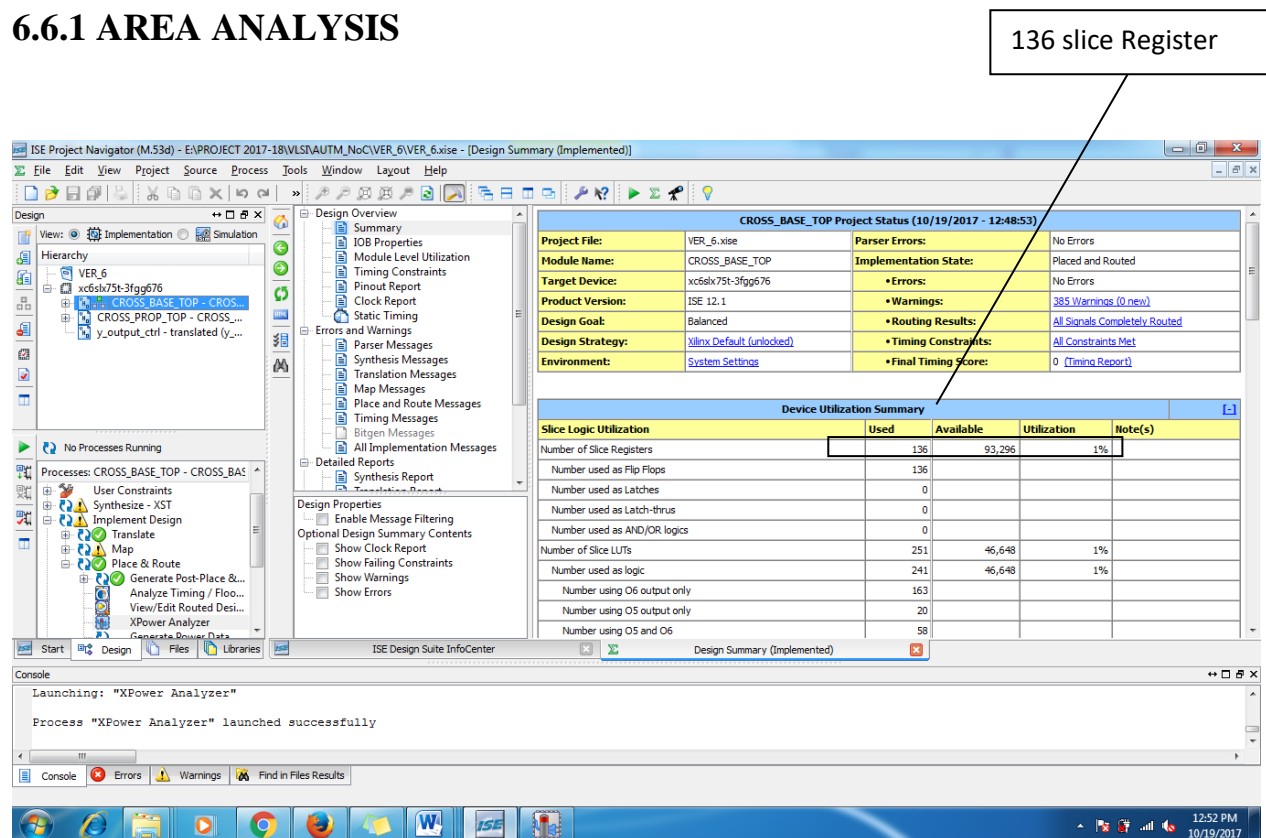 6.6.1 AREA ANALYSIS
136 slice Register
ISE Project Navigator (M.53d) - E:\PROJECT 2017-18\VLSI\AUTM_NoC\VER_6\VER_6.xise - [Design Summary (Implemented)]
File Edit View Project Source Process Tools Window Layout Help
Design
View: Implementation Simulation
Hierarchy
VER_6
xc6slx75t-3fgg676
CROSS_BASE_TOP - CROS...
CROSS_PROP_TOP - CROSS_...
y_output_ctrl - translated (y_...
No Processes Running
Processes: CROSS_BASE_TOP - CROSS_BAS
User Constraints
Synthesize - XST
Implement Design
Translate
Map
Place & Route
Generate Post-Place &...
Analyze Timing / Floo...
View/Edit Routed Desi...
XPower Analyzer
Generate Power Data
Start Design Files Libraries
Design Overview
Summary
IOB Properties
Module Level Utilization
Timing Constraints
Pinout Report
Clock Report
Static Timing
Errors and Warnings
Parser Messages
Synthesis Messages
Translation Messages
Map Messages
Place and Route Messages
Timing Messages
Bitgen Messages
All Implementation Messages
Detailed Reports
Synthesis Report
Translation Report
Design Properties
Enable Message Filtering
Optional Design Summary Contents
Show Clock Report
Show Failing Constraints
Show Warnings
Show Errors
CROSS_BASE_TOP Project Status (10/19/2017 - 12:48:53)
Project File: VER_6.xise Parser Errors: No Errors
Module Name: CROSS_BASE_TOP Implementation State: Placed and Routed
Target Device: xc6slx75t-3fgg676 •Errors: No Errors
Product Version: ISE 12.1 •Warnings: 385 Warnings (0 new)
Design Goal: Balanced •Routing Results: All Signals Completely Routed
Design Strategy: Xilinx Default (unlocked) •Timing Constraints: All Constraints Met
Environment: System Settings •Final Timing Score: 0 (Timing Report)
Device Utilization Summary [-]
Slice Logic Utilization Used Available Utilization Note(s)
Number of Slice Registers 136 93,296 1%
Number used as Flip Flops 136
Number used as Latches 0
Number used as Latch-thrus 0
Number used as AND/OR logics 0
Number of Slice LUTs 251 46,648 1%
Number used as logic 241 46,648 1%
Number using O6 output only 163
Number using O5 output only 20
Number using O5 and O6 58
ISE Design Suite InfoCenter
Design Summary (Implemented)
Console
Launching: "XPower Analyzer"
Process "XPower Analyzer" launched successfully
Console Errors Warnings Find in Files Results
ISE
12:52 PM
10/19/2017